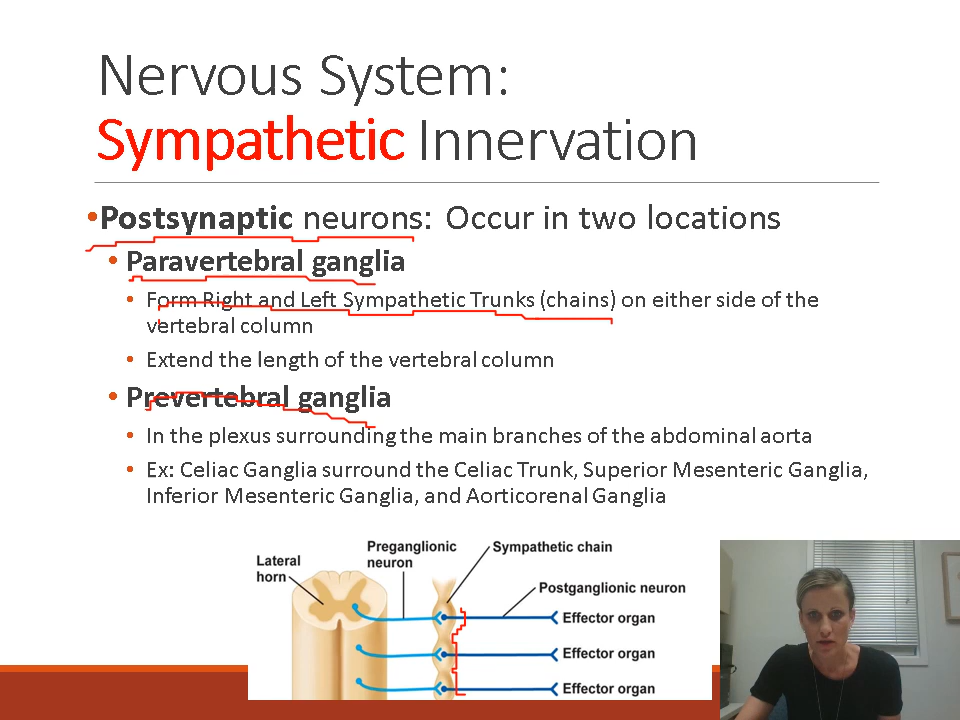 Nervous System:
Sympathetic Innervation
•Postsynaptic neurons: Occur in two locations
• Paravertebral ganglia
• Form Right and Left Sympathetic Trunks (chains) on either side of the
vertebral column
• Extend the length of the vertebral column
• Prevertebral ganglia
• In the plexus surrounding the main branches of the abdominal aorta
• Ex: Celiac Ganglia surround the Celiac Trunk, Superior Mesenteric Ganglia,
Inferior Mesenteric Ganglia, and Aorticorenal Ganglia
Lateral
horn
Preganglionic
neuron
Sympathetic chain
Postganglionic neuron
Effector organ
Effector organ
Effector organ